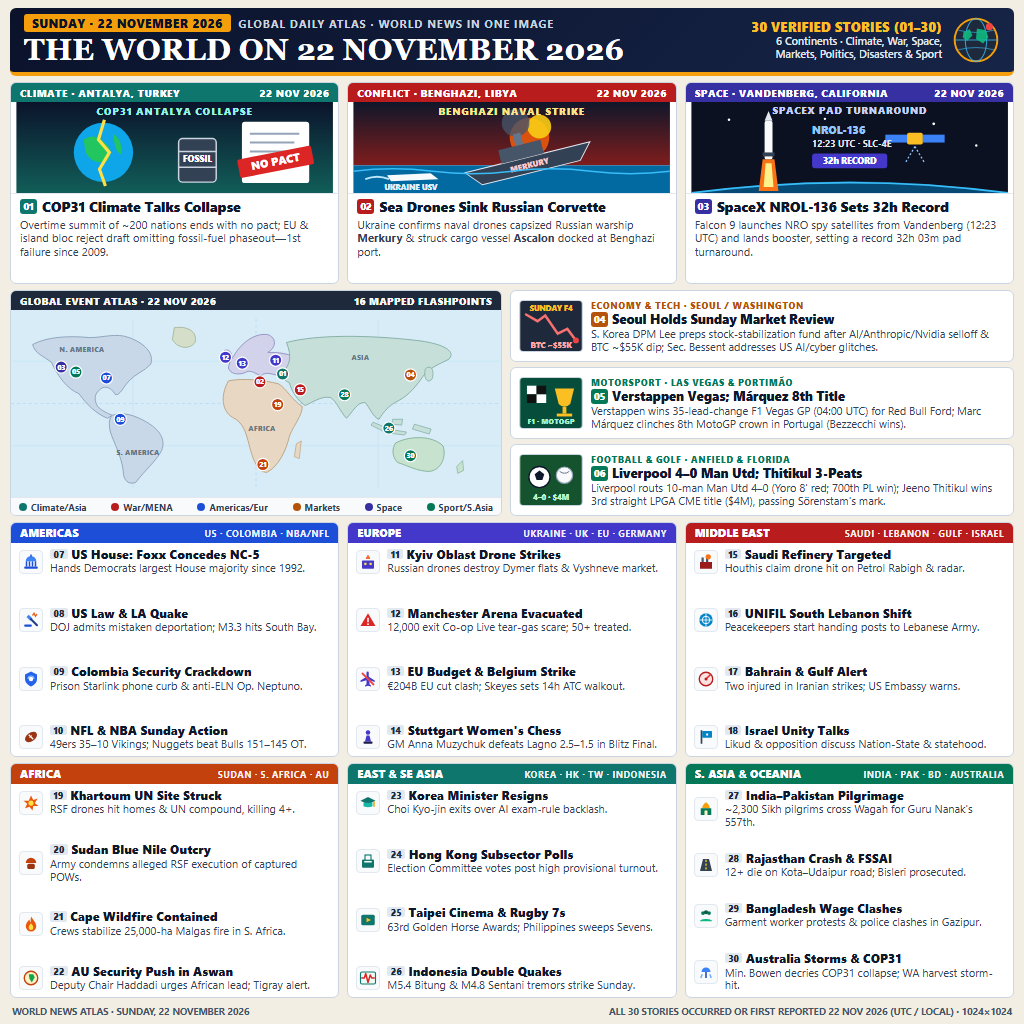 SUNDAY · 22 NOVEMBER 2026
GLOBAL DAILY ATLAS · WORLD NEWS IN ONE IMAGE
THE WORLD ON 22 NOVEMBER 2026
30 VERIFIED STORIES (01–30)
6 Continents · Climate, War, Space,
Markets, Politics, Disasters & Sport
CLIMATE · ANTALYA, TURKEY 22 NOV 2026
COP31 ANTALYA COLLAPSE
FOSSIL
NO PACT
01 COP31 Climate Talks Collapse
Overtime summit of ~200 nations ends with no pact; EU &
island bloc reject draft omitting fossil-fuel phaseout—1st
failure since 2009.
CONFLICT · BENGHAZI, LIBYA 22 NOV 2026
BENGHAZI NAVAL STRIKE
MERKURY
UKRAINE USV
02 Sea Drones Sink Russian Corvette
Ukraine confirms naval drones capsized Russian warship
Merkury & struck cargo vessel Ascalon docked at Benghazi
port.
SPACE · VANDENBERG, CALIFORNIA 22 NOV 2026
SPACEX PAD TURNAROUND
NROL-136
12:23 UTC · SLC-4E
32h RECORD
03 SpaceX NROL-136 Sets 32h Record
Falcon 9 launches NRO spy satellites from Vandenberg (12:23
UTC) and lands booster, setting a record 32h 03m pad
turnaround.
GLOBAL EVENT ATLAS · 22 NOV 2026 16 MAPPED FLASHPOINTS
N. AMERICA
ASIA
AFRICA
S. AMERICA
03
05
07
09
12
13
11
01
02
15
19
21
28
04
26
30
Climate/Asia
War/MENA
Americas/Eur
Markets
Space
Sport/S.Asia
SUNDAY F4
BTC ~$55K
ECONOMY & TECH · SEOUL / WASHINGTON
04 Seoul Holds Sunday Market Review
S. Korea DPM Lee preps stock-stabilization fund after AI/Anthropic/Nvidia selloff &
BTC ~$55K dip; Sec. Bessent addresses US AI/cyber glitches.
F1 · MOTOGP
MOTORSPORT · LAS VEGAS & PORTIMÃO
05 Verstappen Vegas; Márquez 8th Title
Verstappen wins 35-lead-change F1 Vegas GP (04:00 UTC) for Red Bull Ford; Marc
Márquez clinches 8th MotoGP crown in Portugal (Bezzecchi wins).
4–0 · $4M
FOOTBALL & GOLF · ANFIELD & FLORIDA
06 Liverpool 4–0 Man Utd; Thitikul 3-Peats
Liverpool routs 10-man Man Utd 4–0 (Yoro 8' red; 700th PL win); Jeeno Thitikul wins
3rd straight LPGA CME title ($4M), passing Sörenstam's mark.
AMERICAS US · COLOMBIA · NBA/NFL
07 US House: Foxx Concedes NC-5
Hands Democrats largest House majority since 1992.
08 US Law & LA Quake
DOJ admits mistaken deportation; M3.3 hits South Bay.
09 Colombia Security Crackdown
Prison Starlink phone curb & anti-ELN Op. Neptuno.
10 NFL & NBA Sunday Action
49ers 35–10 Vikings; Nuggets beat Bulls 151–145 OT.
EUROPE UKRAINE · UK · EU · GERMANY
11 Kyiv Oblast Drone Strikes
Russian drones destroy Dymer flats & Vyshneve market.
12 Manchester Arena Evacuated
12,000 exit Co-op Live tear-gas scare; 50+ treated.
13 EU Budget & Belgium Strike
€204B EU cut clash; Skeyes sets 14h ATC walkout.
14 Stuttgart Women's Chess
GM Anna Muzychuk defeats Lagno 2.5–1.5 in Blitz Final.
MIDDLE EAST SAUDI · LEBANON · GULF · ISRAEL
15 Saudi Refinery Targeted
Houthis claim drone hit on Petrol Rabigh & radar.
16 UNIFIL South Lebanon Shift
Peacekeepers start handing posts to Lebanese Army.
17 Bahrain & Gulf Alert
Two injured in Iranian strikes; US Embassy warns.
18 Israel Unity Talks
Likud & opposition discuss Nation-State & statehood.
AFRICA SUDAN · S. AFRICA · AU
19 Khartoum UN Site Struck
RSF drones hit homes & UN compound, killing 4+.
20 Sudan Blue Nile Outcry
Army condemns alleged RSF execution of captured
POWs.
21 Cape Wildfire Contained
Crews stabilize 25,000-ha Malgas fire in S. Africa.
22 AU Security Push in Aswan
Deputy Chair Haddadi urges African lead; Tigray alert.
EAST & SE ASIA KOREA · HK · TW · INDONESIA
23 Korea Minister Resigns
Choi Kyo-jin exits over AI exam-rule backlash.
24 Hong Kong Subsector Polls
Election Committee votes post high provisional turnout.
25 Taipei Cinema & Rugby 7s
63rd Golden Horse Awards; Philippines sweeps Sevens.
26 Indonesia Double Quakes
M5.4 Bitung & M4.8 Sentani tremors strike Sunday.
S. ASIA & OCEANIA INDIA · PAK · BD · AUSTRALIA
27 India–Pakistan Pilgrimage
~2,300 Sikh pilgrims cross Wagah for Guru Nanak's
557th.
28 Rajasthan Crash & FSSAI
12+ die on Kota–Udaipur road; Bisleri prosecuted.
29 Bangladesh Wage Clashes
Garment worker protests & police clashes in Gazipur.
30 Australia Storms & COP31
Min. Bowen decries COP31 collapse; WA harvest storm-
hit.
WORLD NEWS ATLAS · SUNDAY, 22 NOVEMBER 2026
ALL 30 STORIES OCCURRED OR FIRST REPORTED 22 NOV 2026 (UTC / LOCAL) · 1024×1024